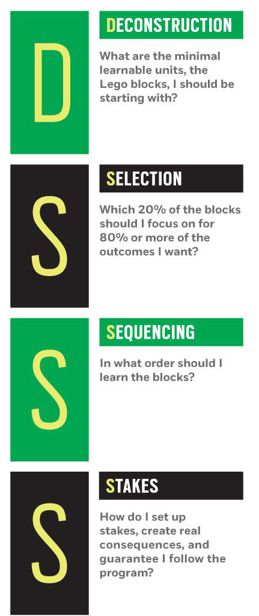 D
DECONSTRUCTION
What are the minimal
learnable units, the
Lego blocks, I should be
starting with?
S
SELECTION
Which 20% of the blocks
should I focus on for
80% or more of the
outcomes I want?
S
SEQUENCING
In what order should I
learn the blocks?
S
STAKES
How do I set up
stakes, create real
consequences, and
guarantee I follow the
program?